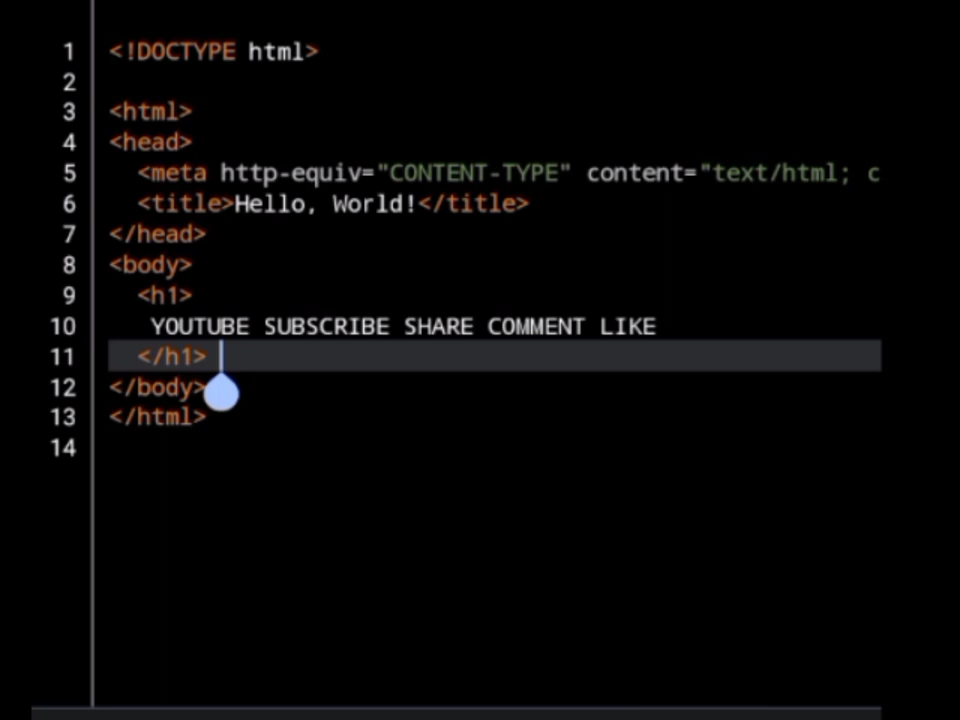 1 <!DOCTYPE html>
2
3 <html>
4 <head>
5 <meta http-equiv="CONTENT-TYPE" content="text/html; c
6 <title>Hello, World!</title>
7 </head>
8 <body>
9 <h1>
10 YOUTUBE SUBSCRIBE SHARE COMMENT LIKE
11 </h1>
12 </body>
13 </html>
14